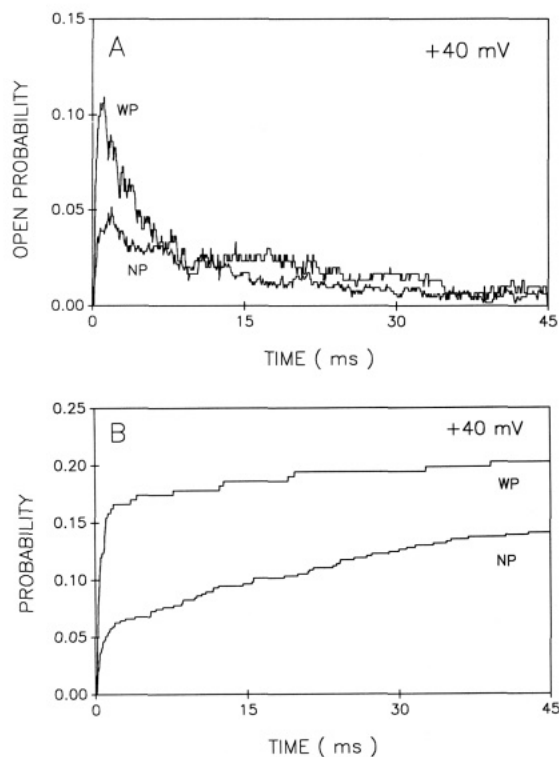 0.15
A
+40 mV
WP
0.10
OPEN PROBABILITY
0.05
NP
0.00
0 15 30 45
TIME ( ms )
0.25
B
+40 mV
0.20
WP
0.15
PROBABILITY
NP
0.10
0.05
0.00
0 15 30 45
TIME ( ms )